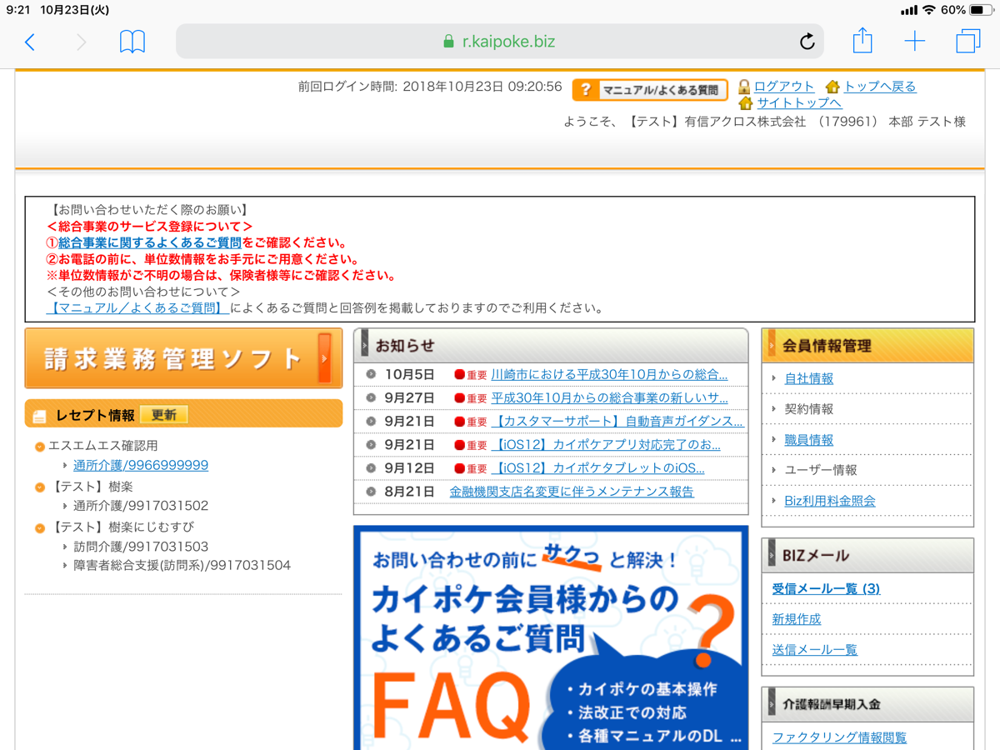 9:21 10月23日(火)
60%
r.kaipoke.biz
前回ログイン時間: 2018年10月23日 09:20:56
? マニュアル/よくある質問
ログアウト
トップへ戻る
サイトトップへ
ようこそ、【テスト】有信アクロス株式会社 （179961） 本部 テスト様
【お問い合わせいただく際のお願い】
＜総合事業のサービス登録について＞
①総合事業に関するよくあるご質問をご確認ください。
②お電話の前に、単位数情報をお手元にご用意ください。
※単位数情報がご不明の場合は、保険者様等にご確認ください。
＜その他のお問い合わせについて＞
【マニュアル／よくあるご質問】によくあるご質問と回答例を掲載しておりますのでご利用ください。
請求業務管理ソフト
レセプト情報 更新
エスエムエス確認用
通所介護/9966999999
【テスト】樹楽
通所介護/9917031502
【テスト】樹楽にじむすび
訪問介護/9917031503
障害者総合支援(訪問系)/9917031504
お知らせ
10月5日 重要 川崎市における平成30年10月からの総合...
9月27日 重要 平成30年10月からの総合事業の新しいサ...
9月21日 重要 【カスタマーサポート】自動音声ガイダンス...
9月21日 重要 【iOS12】カイポケアプリ対応完了のお...
9月12日 重要 【iOS12】カイポケタブレットのiOS...
8月21日 金融機関支店名変更に伴うメンテナンス報告
お問い合わせの前に サクっ と解決！
カイポケ会員様からの
よくあるご質問
?
FAQ
・カイポケの基本操作
・法改正での対応
・各種マニュアルのDL ...
会員情報管理
自社情報
契約情報
職員情報
ユーザー情報
Biz利用料金照会
BIZメール
受信メール一覧 (3)
新規作成
送信メール一覧
介護報酬早期入金
ファクタリング情報閲覧